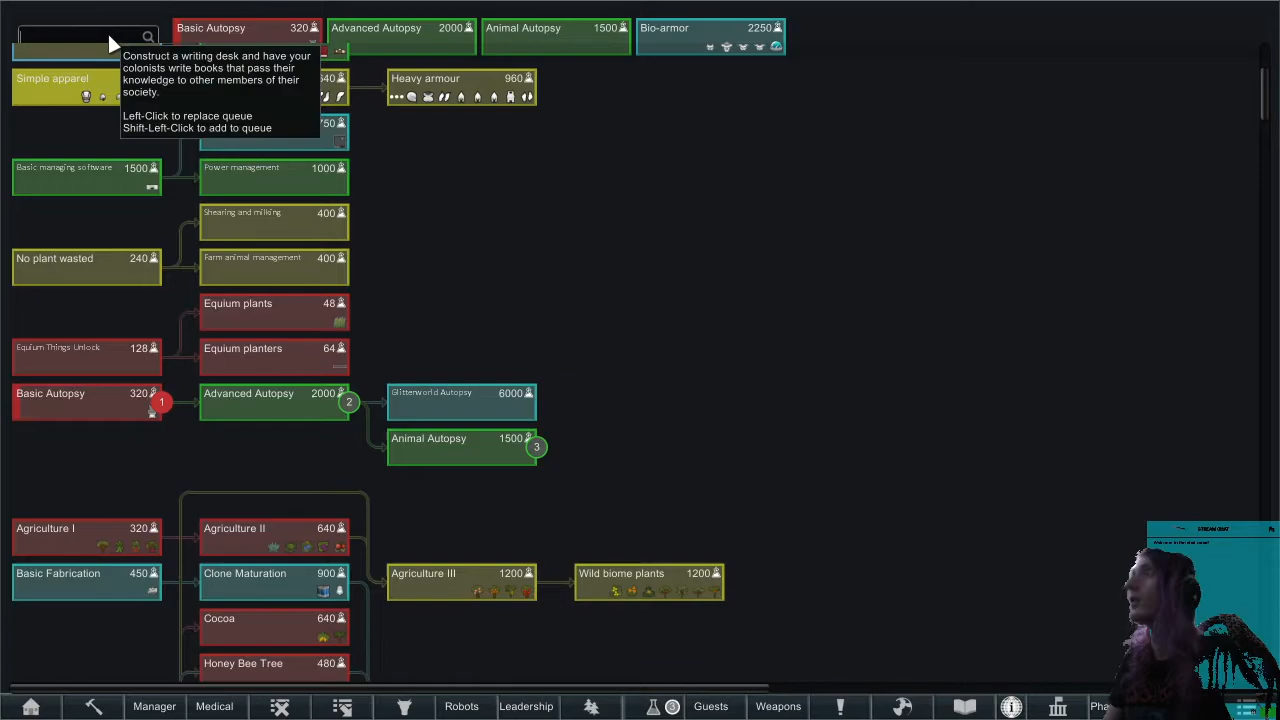 Basic Autopsy 320
Advanced Autopsy 2000
Animal Autopsy 1500
Bio-armor 2250
Construct a writing desk and have your
colonists write books that pass their
knowledge to other members of their
society.
Left-Click to replace queue
Shift-Left-Click to add to queue
Simple apparel
640
Heavy armour 960
750
Basic managing software 1500
Power management 1000
Shearing and milking 400
No plant wasted 240
Farm animal management 400
Equium plants 48
Equium Things Unlock 128
Equium planters 64
Basic Autopsy 320
1
Advanced Autopsy 2000
2
Glitterworld Autopsy 6000
Animal Autopsy 1500
3
Agriculture I 320
Agriculture II 640
Basic Fabrication 450
Clone Maturation 900
Agriculture III 1200
Wild biome plants 1200
Cocoa 640
Honey Bee Tree 480
STREAM CHAT
Manager
Medical
Robots
Leadership
3
Guests
Weapons